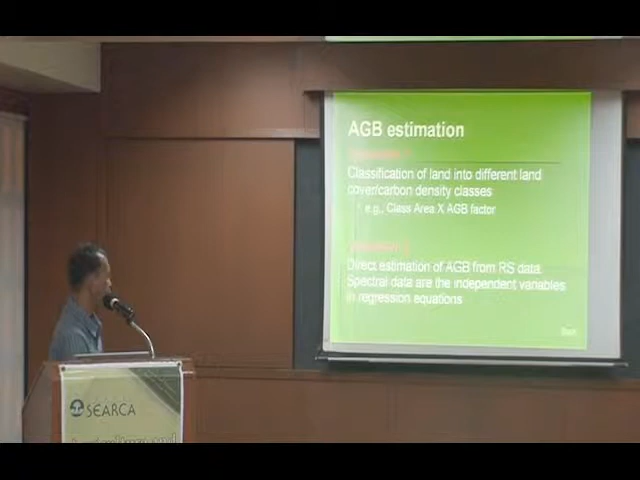 AGB estimation
Classification of land into different land
cover/carbon density classes
e.g., Class Area X AGB factor
Direct estimation of AGB from RS data.
Spectral data are the independent variables
in regression equations
SEARCA